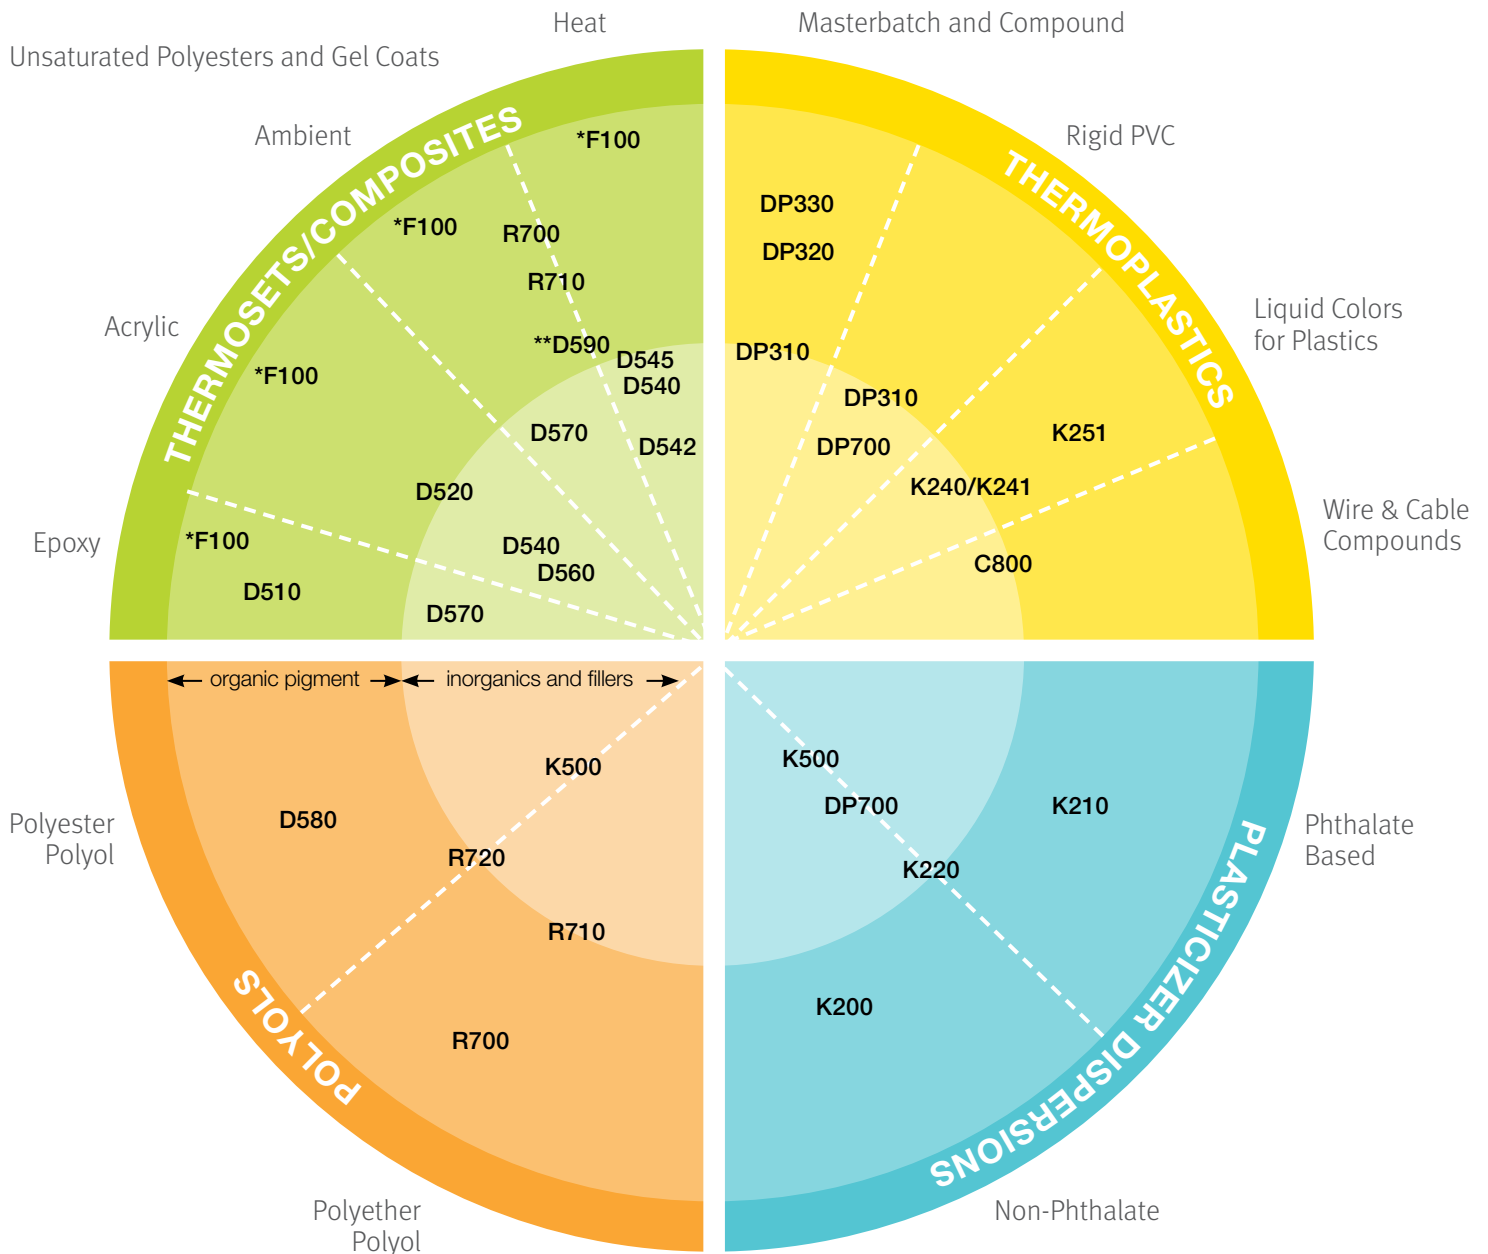 Heat
Masterbatch and Compound
Unsaturated Polyesters and Gel Coats
Ambient
Rigid PVC
Acrylic
Liquid Colors
for Plastics
Epoxy
Wire & Cable
Compounds
THERMOSETS/COMPOSITES
*F100
*F100
R700
R710
**D590
D545
D540
*F100
D570
D542
D520
*F100
D540
D560
D510
D570
THERMOPLASTICS
DP330
DP320
DP310
DP310
DP700
K251
K240/K241
C800
organic pigment
inorganics and fillers
K500
D580
R720
R710
R700
POLYOLS
Polyester
Polyol
Polyether
Polyol
K500
DP700
K210
K220
K200
PLASTICIZER DISPERSIONS
Phthalate
Based
Non-Phthalate